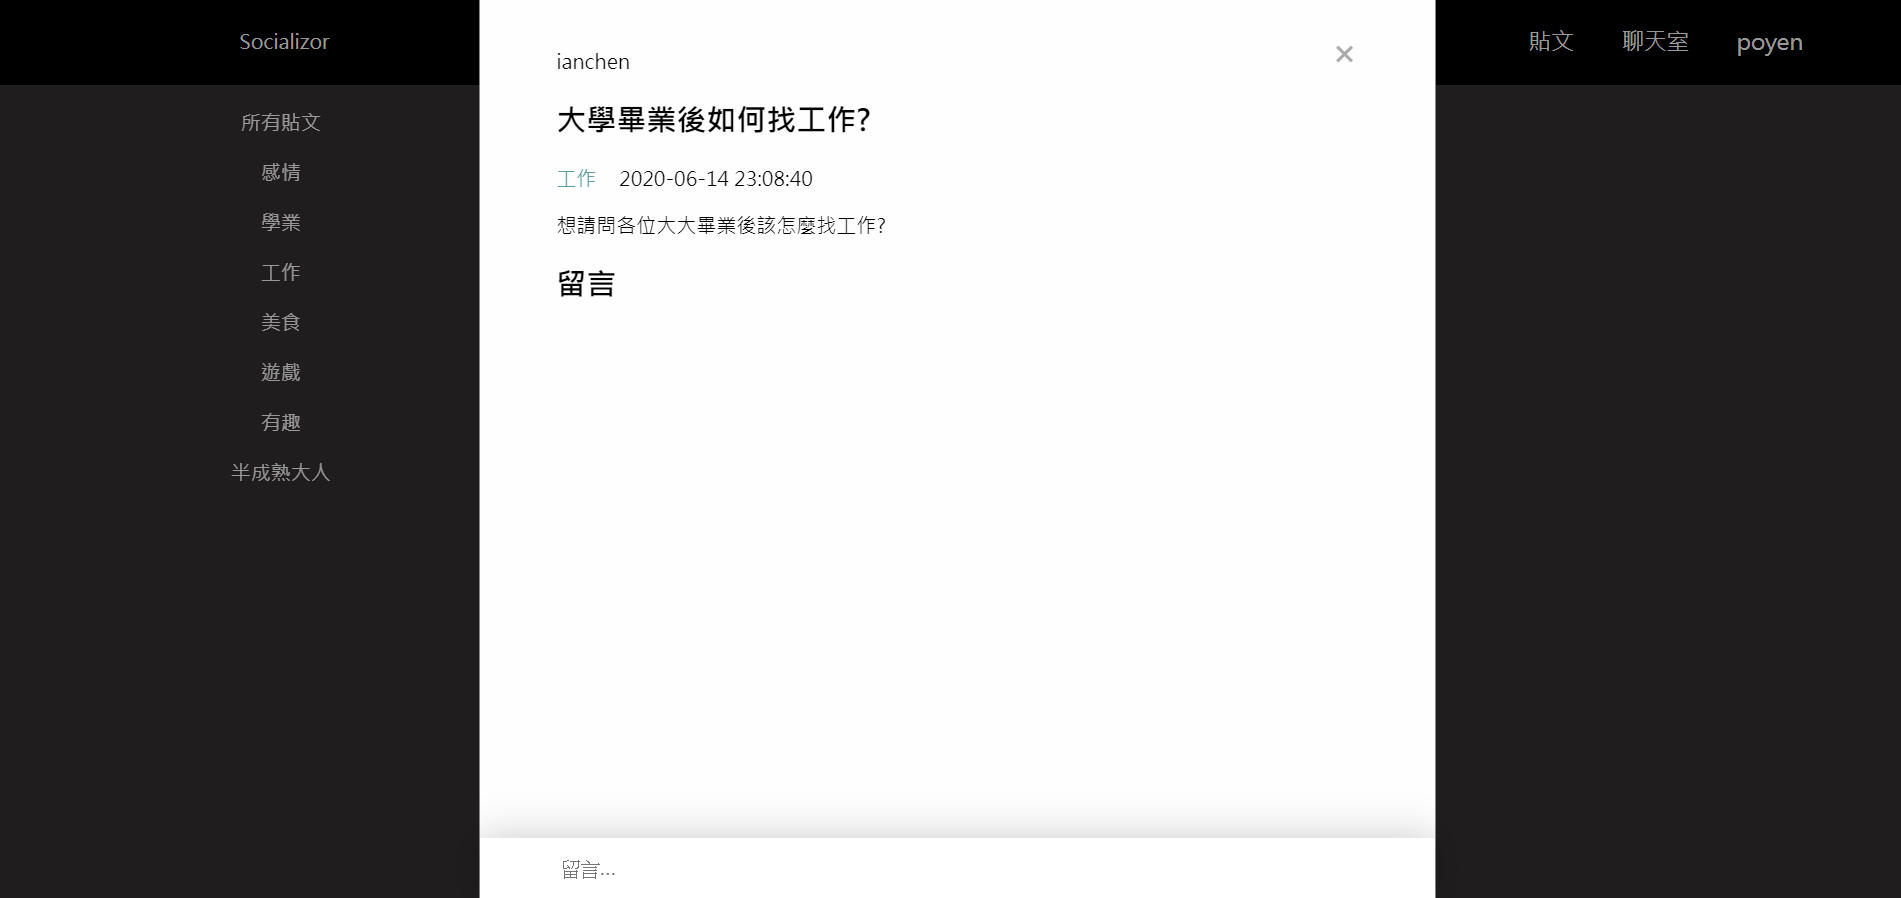 Socializor
貼文
聊天室
poyen
所有貼文
感情
學業
工作
美食
遊戲
有趣
半成熟大人
ianchen
×
大學畢業後如何找工作?
工作 2020-06-14 23:08:40
想請問各位大大畢業後該怎麼找工作?
留言
留言...